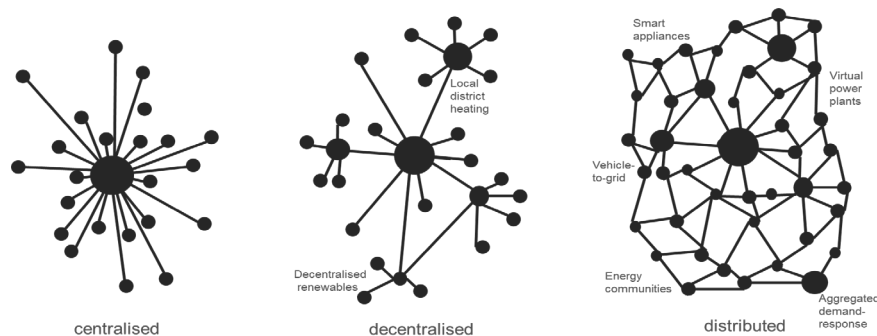 Smart
appliances
Local
district
heating
Virtual
power
plants
Vehicle-
to-grid
Decentralised
renewables
Energy
communities
Aggregated
demand-
response
centralised
decentralised
distributed